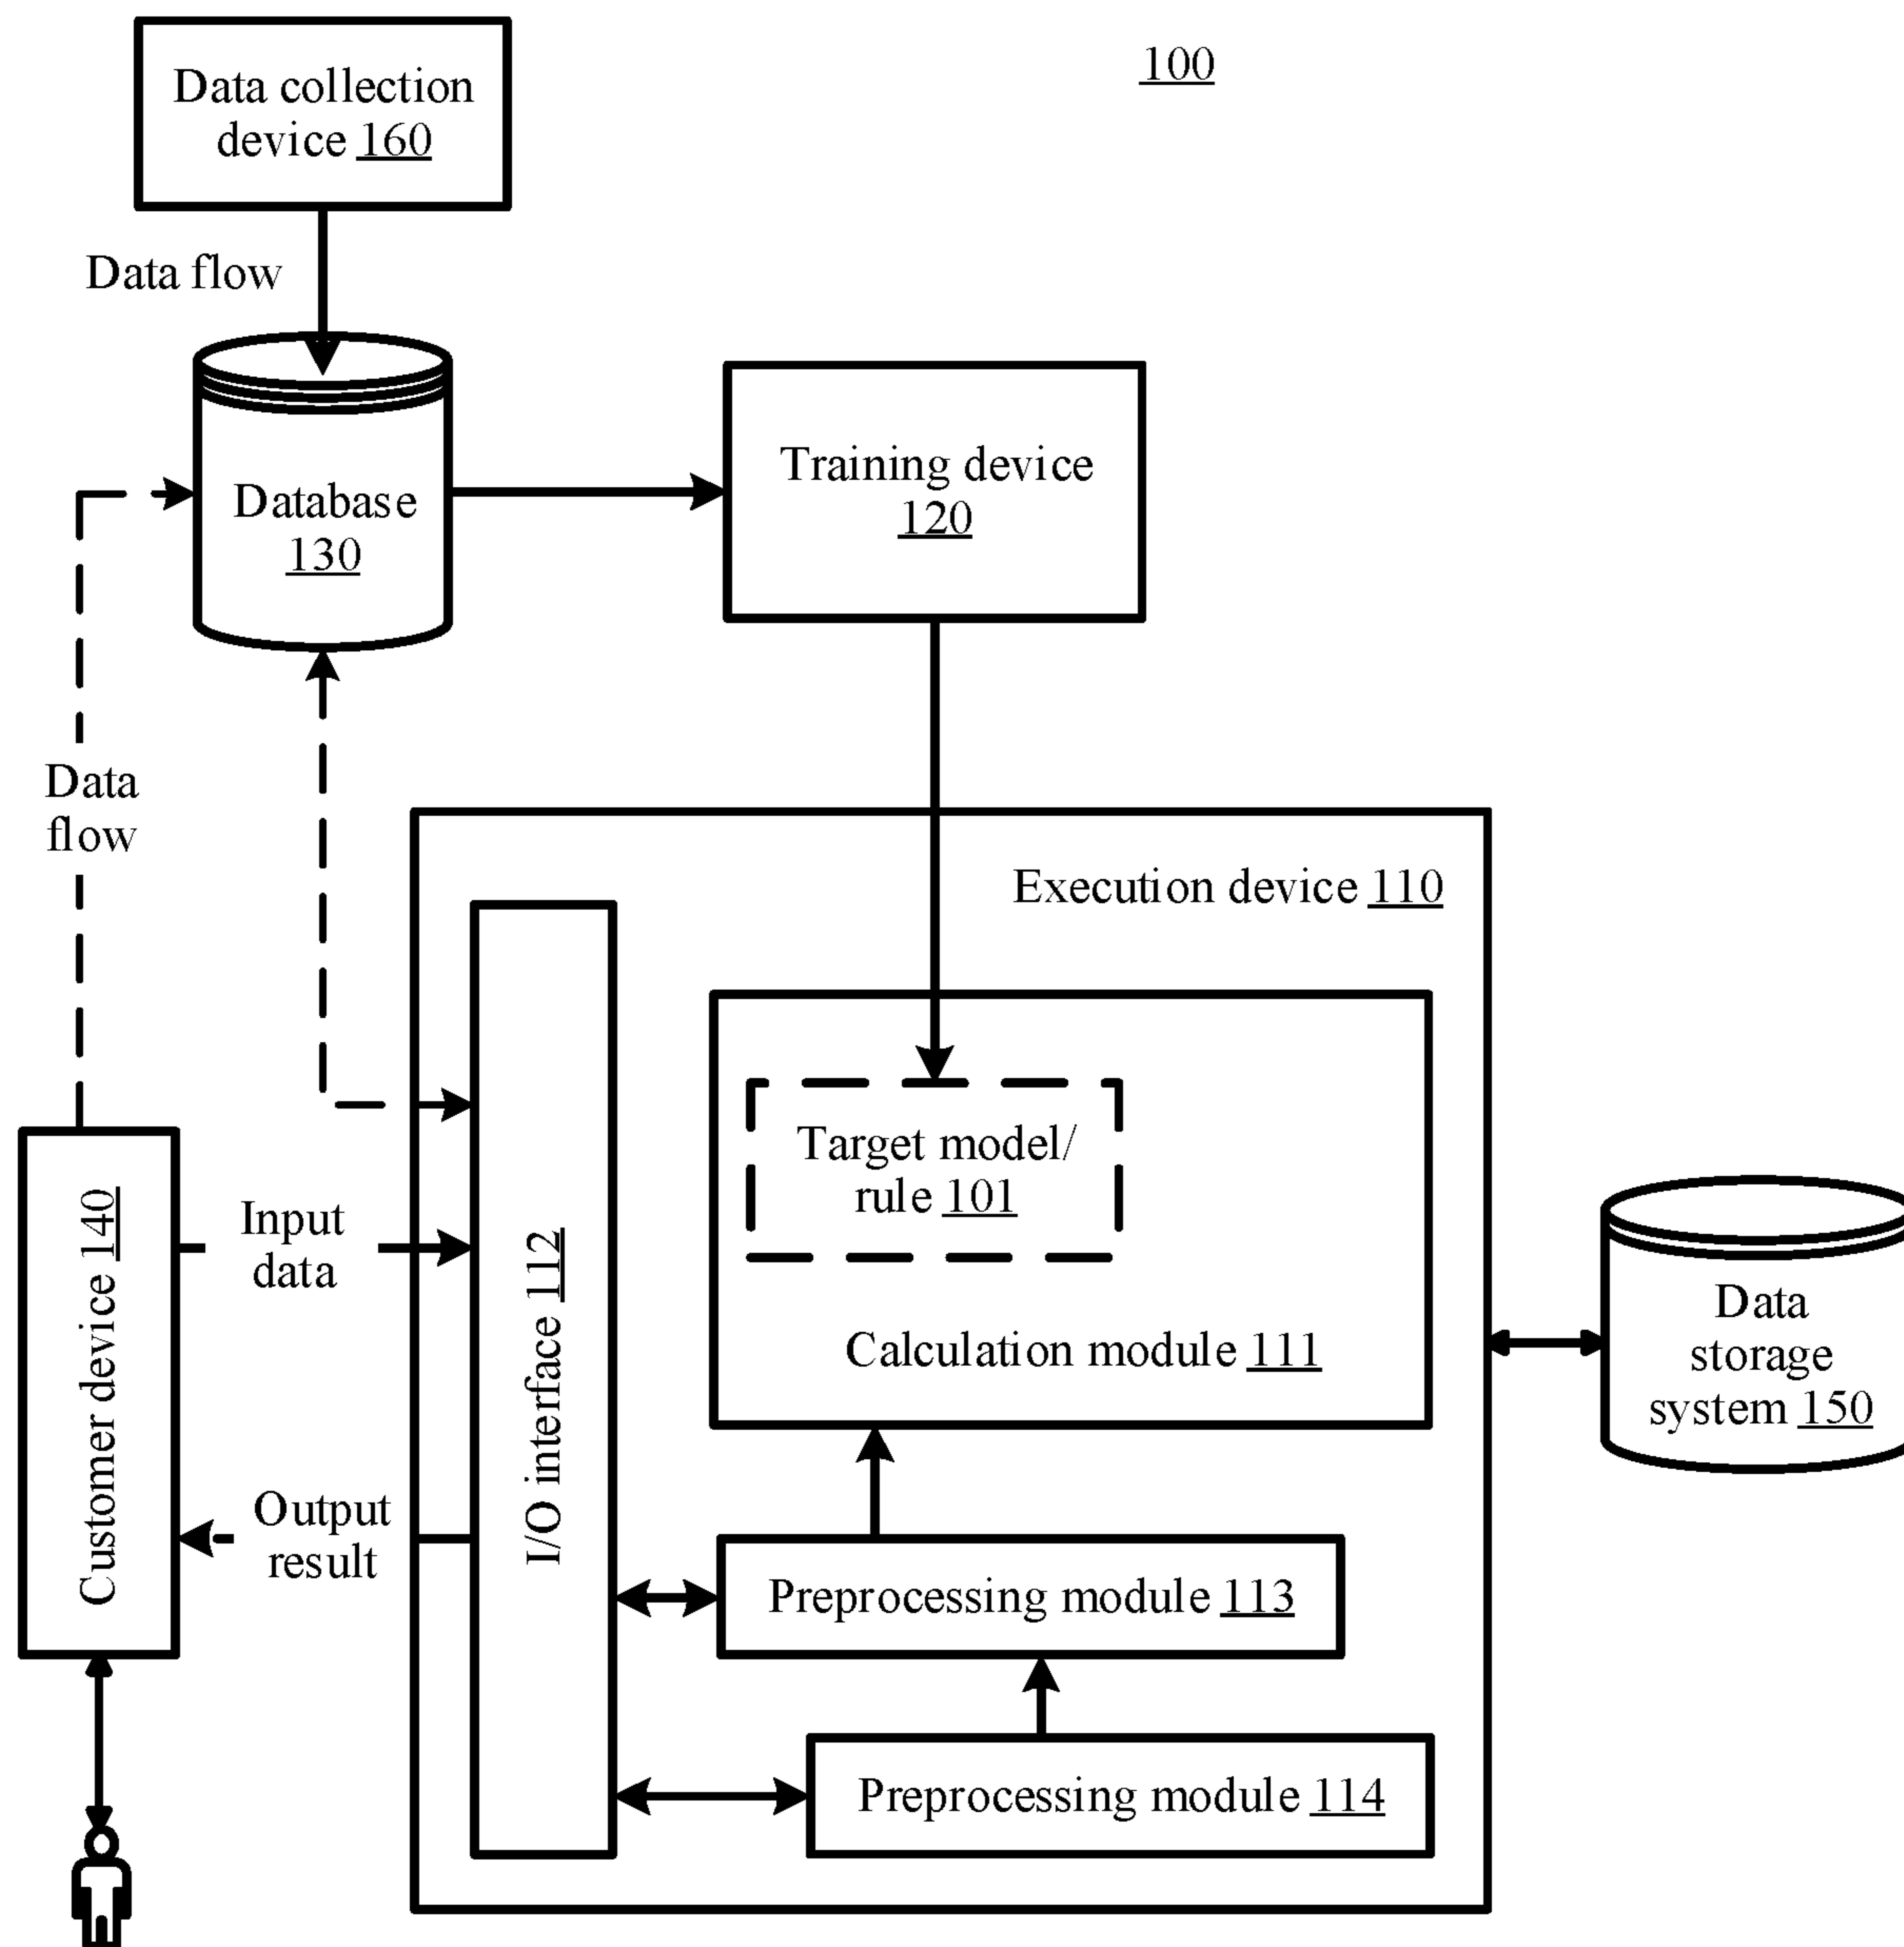 100
Data collection
device 160
Data flow
Database
130
Training device
120
Data
flow
Execution device 110
Target model/
rule 101
Calculation module 111
Customer device 140
Input
data
Output
result
I/O interface 112
Data
storage
system 150
Preprocessing module 113
Preprocessing module 114